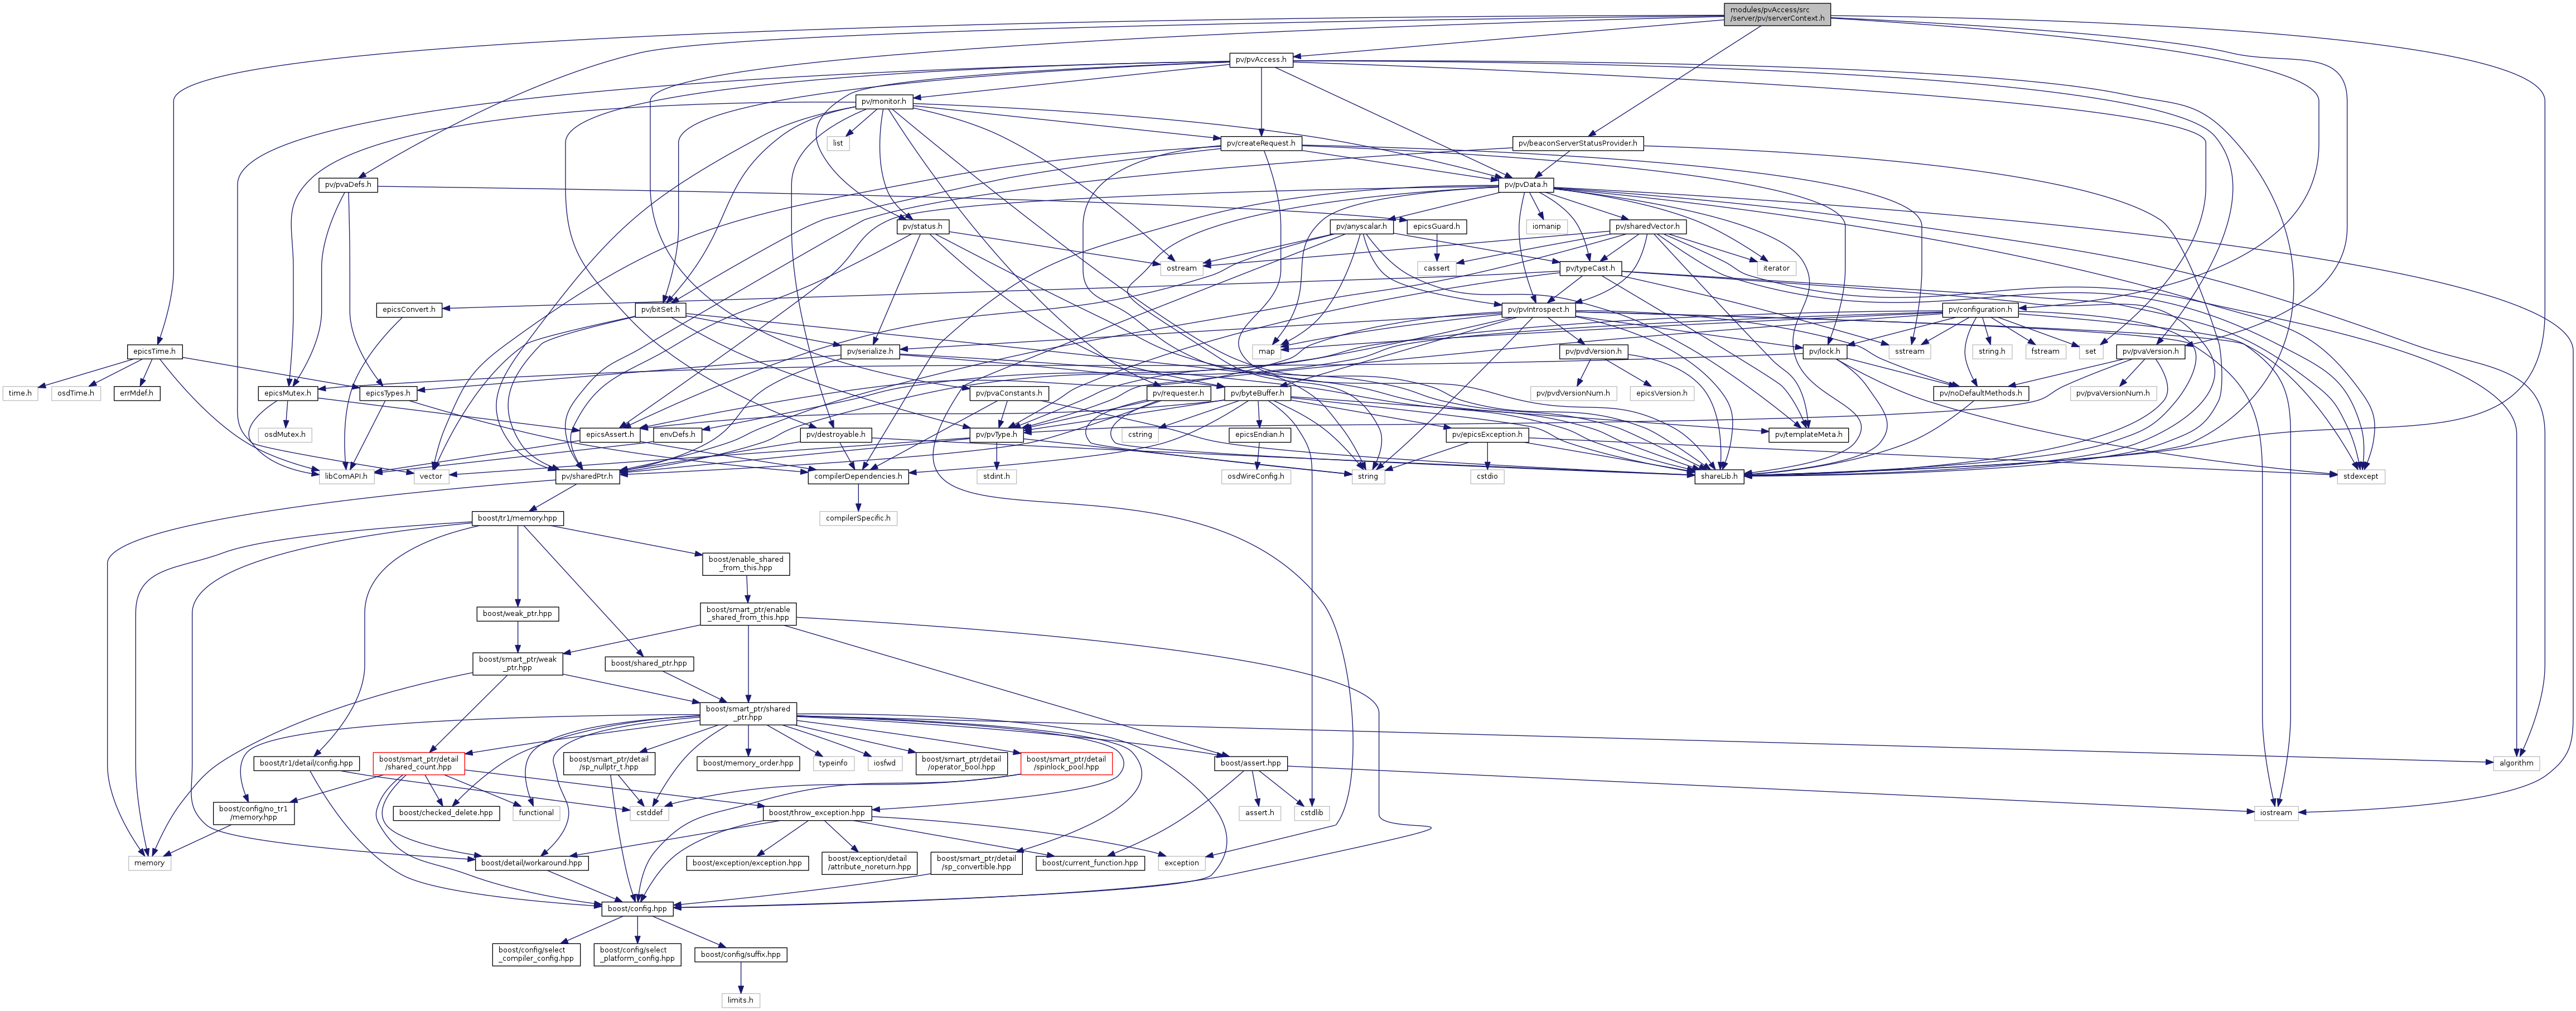 modules/pvAccess/src
/server/pv/serverContext.h
pv/pvAccess.h
pv/monitor.h
list
pv/createRequest.h
pv/beaconServerStatusProvider.h
pv/pvaDefs.h
pv/pvData.h
pv/status.h
pv/anyscalar.h
epicsGuard.h
iomanip
pv/sharedVector.h
ostream
cassert
pv/typeCast.h
iterator
epicsConvert.h
pv/bitSet.h
pv/pvIntrospect.h
pv/configuration.h
epicsTime.h
pv/serialize.h
map
pv/pvdVersion.h
sstream
pv/lock.h
string.h
fstream
set
pv/pvaVersion.h
time.h
osdTime.h
errMdef.h
epicsMutex.h
epicsTypes.h
pv/pvaConstants.h
pv/requester.h
pv/byteBuffer.h
pv/pvdVersionNum.h
epicsVersion.h
pv/noDefaultMethods.h
pv/pvaVersionNum.h
osdMutex.h
epicsAssert.h
envDefs.h
pv/destroyable.h
pv/pvType.h
cstring
epicsEndian.h
pv/epicsException.h
pv/templateMeta.h
libComAPI.h
vector
pv/sharedPtr.h
compilerDependencies.h
stdint.h
osdWireConfig.h
string
cstdio
shareLib.h
stdexcept
boost/tr1/memory.hpp
compilerSpecific.h
boost/enable_shared
_from_this.hpp
boost/weak_ptr.hpp
boost/smart_ptr/enable
_shared_from_this.hpp
boost/smart_ptr/weak
_ptr.hpp
boost/shared_ptr.hpp
boost/smart_ptr/shared
_ptr.hpp
boost/tr1/detail/config.hpp
boost/smart_ptr/detail
/shared_count.hpp
boost/smart_ptr/detail
/sp_nullptr_t.hpp
boost/memory_order.hpp
typeinfo
iosfwd
boost/smart_ptr/detail
/operator_bool.hpp
boost/smart_ptr/detail
/spinlock_pool.hpp
boost/assert.hpp
algorithm
boost/config/no_tr1
/memory.hpp
boost/checked_delete.hpp
functional
cstddef
boost/throw_exception.hpp
assert.h
cstdlib
iostream
memory
boost/detail/workaround.hpp
boost/exception/exception.hpp
boost/exception/detail
/attribute_noreturn.hpp
boost/smart_ptr/detail
/sp_convertible.hpp
boost/current_function.hpp
exception
boost/config.hpp
boost/config/select
_compiler_config.hpp
boost/config/select
_platform_config.hpp
boost/config/suffix.hpp
limits.h